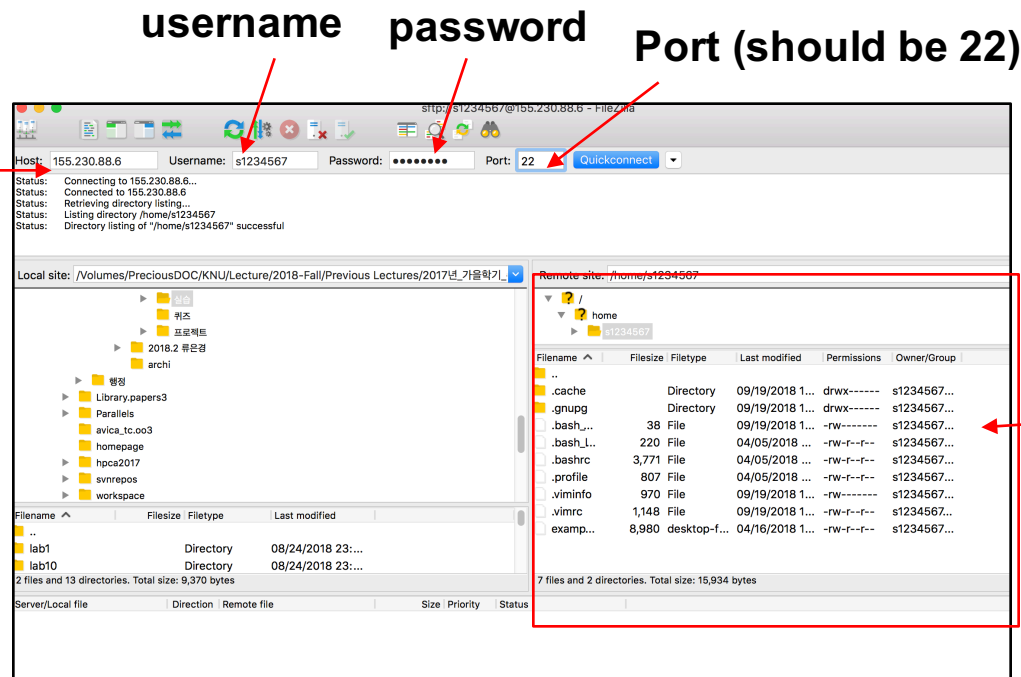 username password
Port (should be 22)
sftp://s1234567@155.230.88.6 - FileZilla
Host: 155.230.88.6 Username: s1234567 Password: ●●●●●●●● Port: 22 Quickconnect
Status: Connecting to 155.230.88.6...
Status: Connected to 155.230.88.6
Status: Retrieving directory listing...
Status: Listing directory /home/s1234567
Status: Directory listing of "/home/s1234567" successful
Local site: /Volumes/PreciousDOC/KNU/Lecture/2018-Fall/Previous Lectures/2017년_가을학기_
실습
퀴즈
프로젝트
2018.2 류은경
archi
행정
Library.papers3
Parallels
avica_tc.oo3
homepage
hpca2017
svnrepos
workspace
Filename Filesize Filetype Last modified
..
lab1 Directory 08/24/2018 23:...
lab10 Directory 08/24/2018 23:...
2 files and 13 directories. Total size: 9,370 bytes
Remote site: /home/s1234567
? /
? home
s1234567
Filename Filesize Filetype Last modified Permissions Owner/Group
..
.cache Directory 09/19/2018 1... drwx------ s1234567...
.gnupg Directory 09/19/2018 1... drwx------ s1234567...
.bash_... 38 File 09/19/2018 1... -rw------- s1234567...
.bash_l... 220 File 04/05/2018 ... -rw-r--r-- s1234567...
.bashrc 3,771 File 04/05/2018 ... -rw-r--r-- s1234567...
.profile 807 File 04/05/2018 ... -rw-r--r-- s1234567...
.viminfo 970 File 09/19/2018 1... -rw------- s1234567...
.vimrc 1,148 File 09/19/2018 1... -rw-r--r-- s1234567...
examp... 8,980 desktop-f... 04/16/2018 1... -rw-r--r-- s1234567...
7 files and 2 directories. Total size: 15,934 bytes
Server/Local file Direction Remote file Size Priority Status